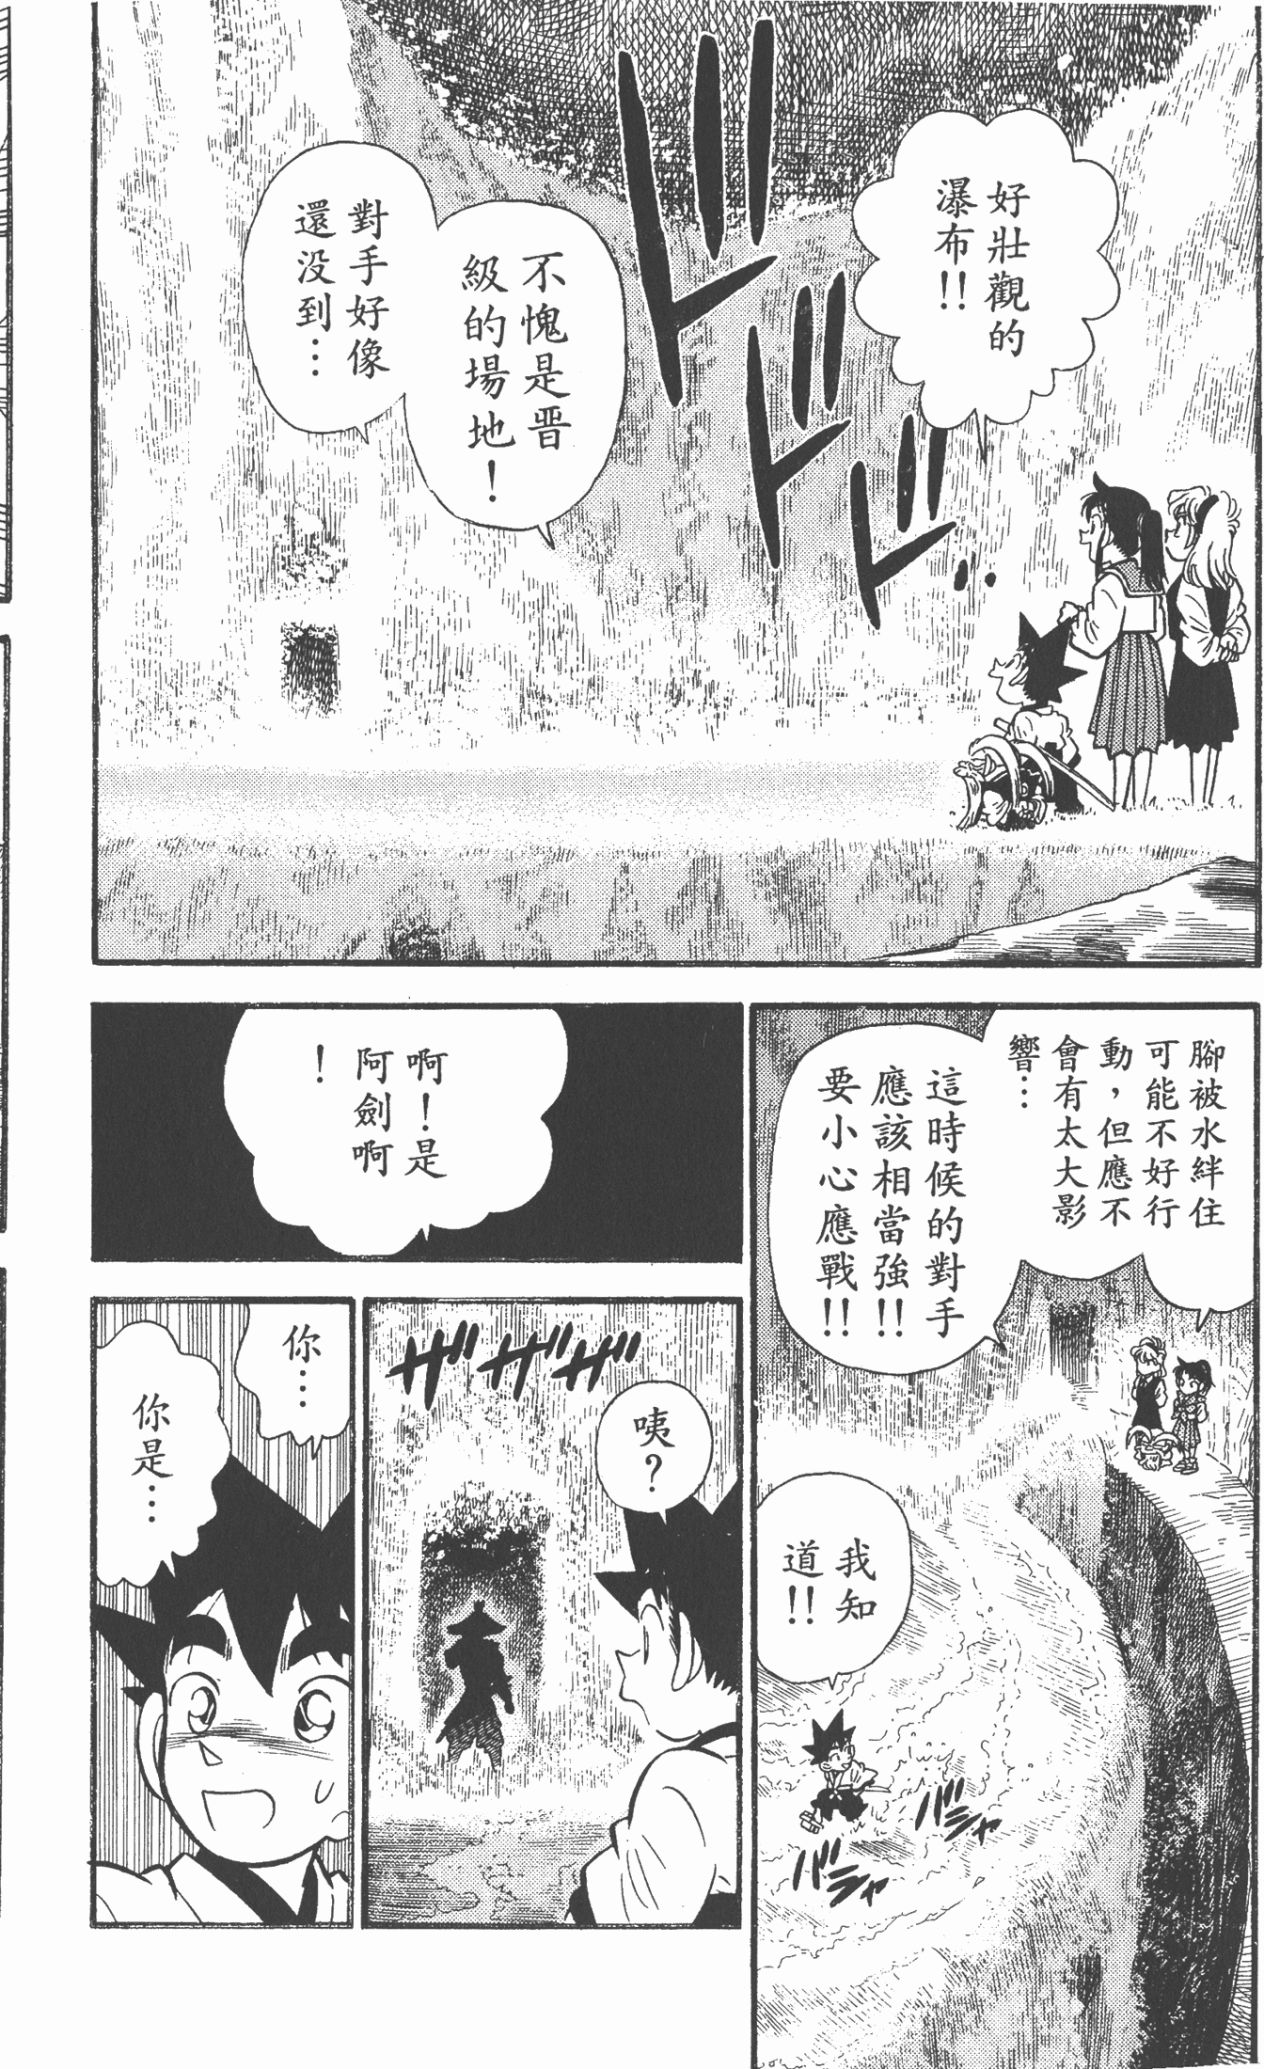 好壯觀的
瀑布!!
不愧是晋
級的場地！
對手好像
還没到…
ドドド…
腳被水絆住
可能不好行
動，但應不
會有太大影
響…
這時候的對手
應該相當強!!
要小心應戰!!
我知
道!!
バシャ
バシャ
啊！是
阿劍啊
！
咦？
ザザザ
你…
你是…